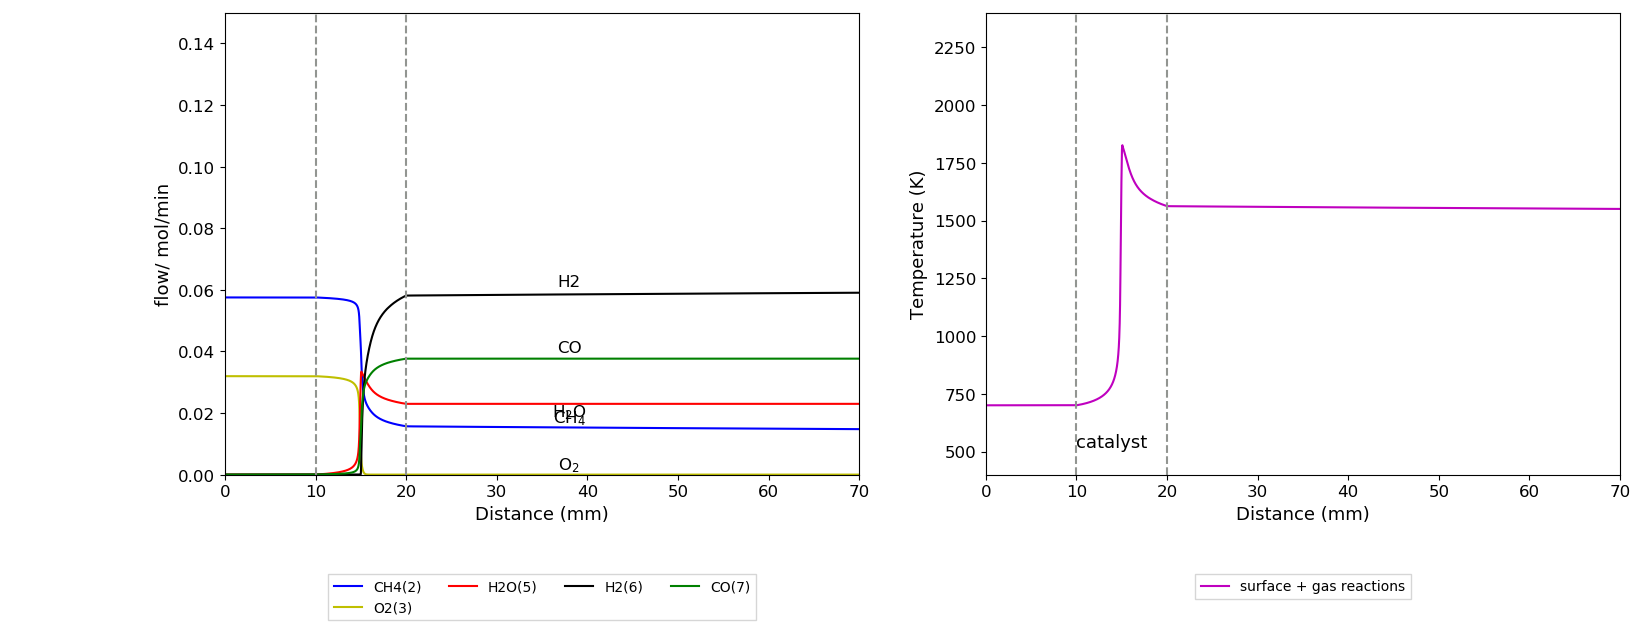 flow/ mol/min
0.14
0.12
0.10
0.08
0.06
0.04
0.02
0.00
H2
CO
H₂O
CH₄
O₂
0 10 20 30 40 50 60 70
Distance (mm)
CH4(2) H2O(5) H2(6) CO(7)
O2(3)
Temperature (K)
2250
2000
1750
1500
1250
1000
750
500
catalyst
0 10 20 30 40 50 60 70
Distance (mm)
surface + gas reactions